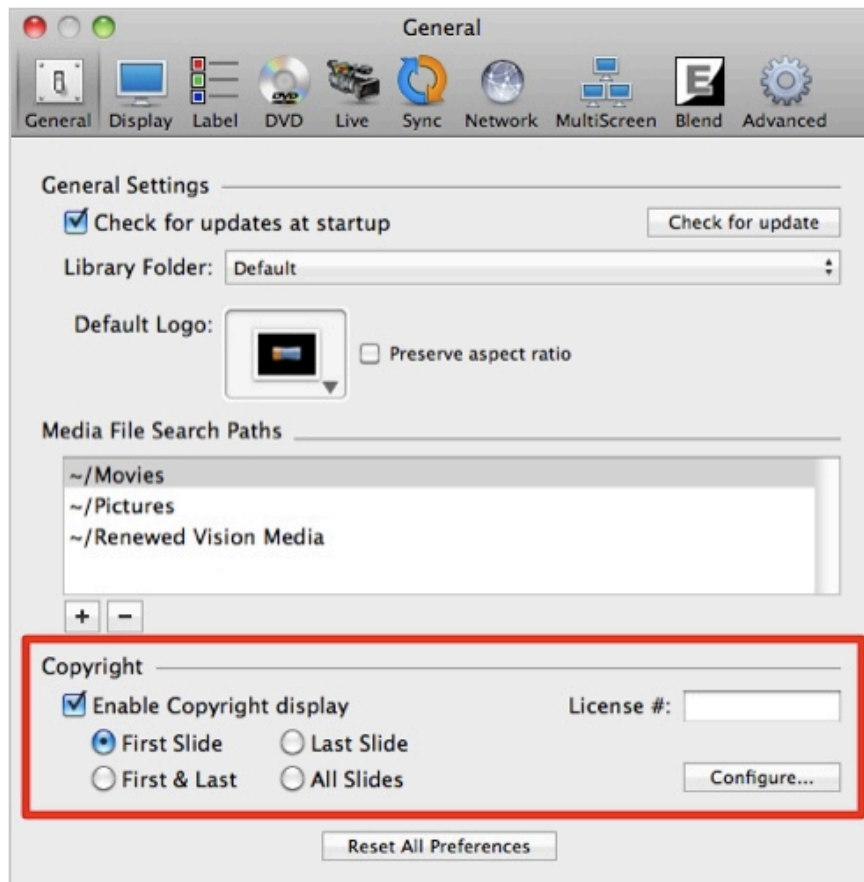 General
General Display Label DVD Live Sync Network MultiScreen Blend Advanced
General Settings
Check for updates at startup Check for update
Library Folder: Default
Default Logo: Preserve aspect ratio
Media File Search Paths
~/Movies
~/Pictures
~/Renewed Vision Media
+ −
Copyright
Enable Copyright display License #:
First Slide Last Slide
First & Last All Slides Configure...
Reset All Preferences